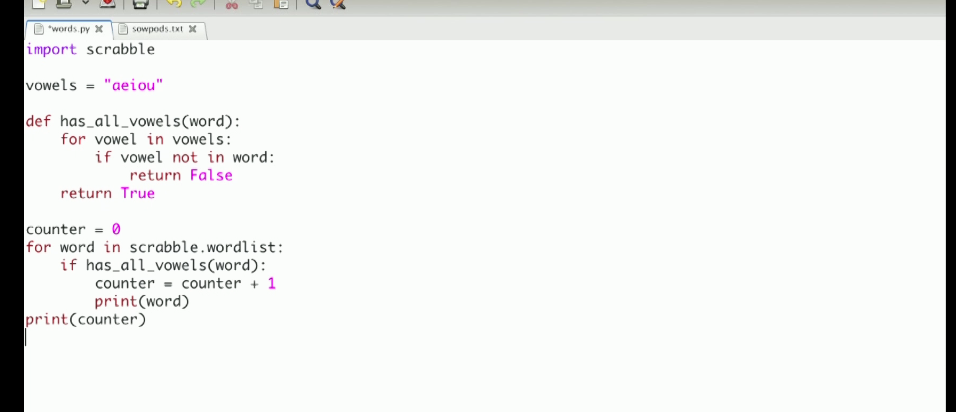 *words.py sowpods.txt
import scrabble
vowels = "aeiou"
def has_all_vowels(word):
    for vowel in vowels:
        if vowel not in word:
            return False
    return True
counter = 0
for word in scrabble.wordlist:
    if has_all_vowels(word):
        counter = counter + 1
        print(word)
print(counter)